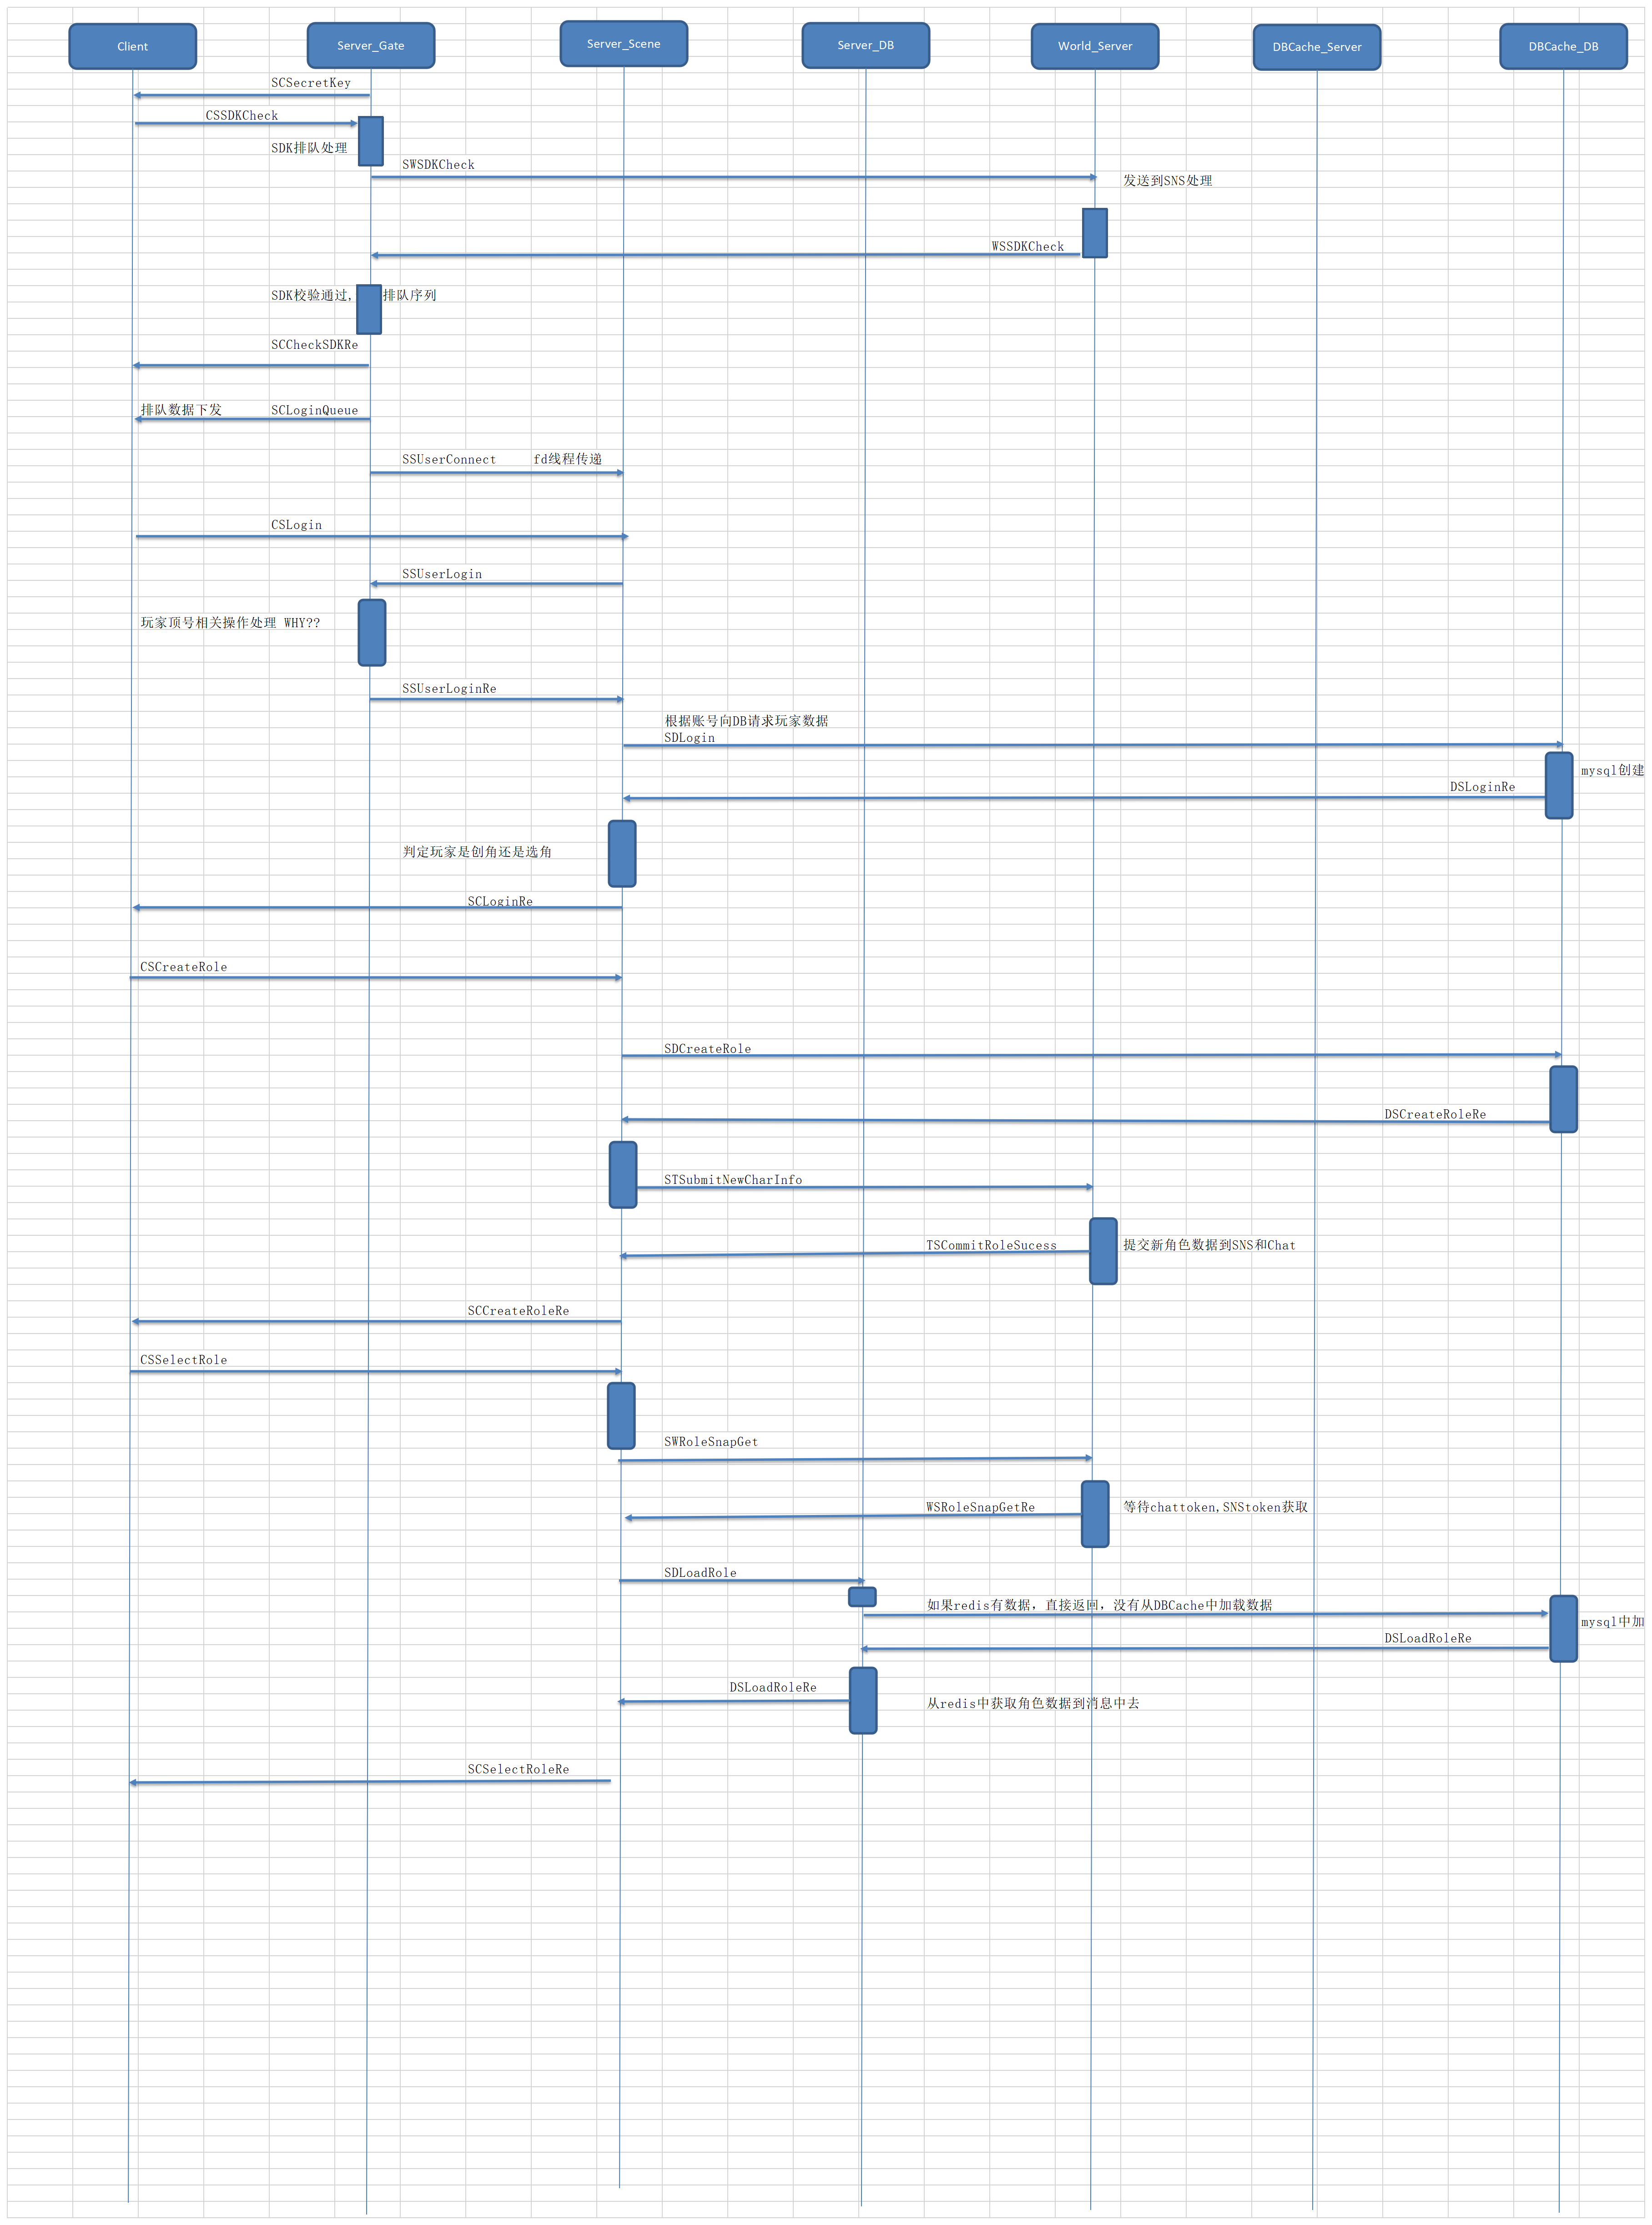 Client
Server_Gate
Server_Scene
Server_DB
World_Server
DBCache_Server
DBCache_DB
SCSecretKey
CSSDKCheck
SDK排队处理
SWSDKCheck
发送到SNS处理
WSSDKCheck
SDK校验通过, 排队序列
SCCheckSDKRe
排队数据下发 SCLoginQueue
SSUserConnect fd线程传递
CSLogin
SSUserLogin
玩家顶号相关操作处理 WHY??
SSUserLoginRe
根据账号向DB请求玩家数据
SDLogin
mysql创建
DSLoginRe
判定玩家是创角还是选角
SCLoginRe
CSCreateRole
SDCreateRole
DSCreateRoleRe
STSubmitNewCharInfo
TSCommitRoleSucess 提交新角色数据到SNS和Chat
SCCreateRoleRe
CSSelectRole
SWRoleSnapGet
WSRoleSnapGetRe 等待chattoken,SNStoken获取
SDLoadRole
如果redis有数据，直接返回，没有从DBCache中加载数据
mysql中加
DSLoadRoleRe
DSLoadRoleRe
从redis中获取角色数据到消息中去
SCSelectRoleRe